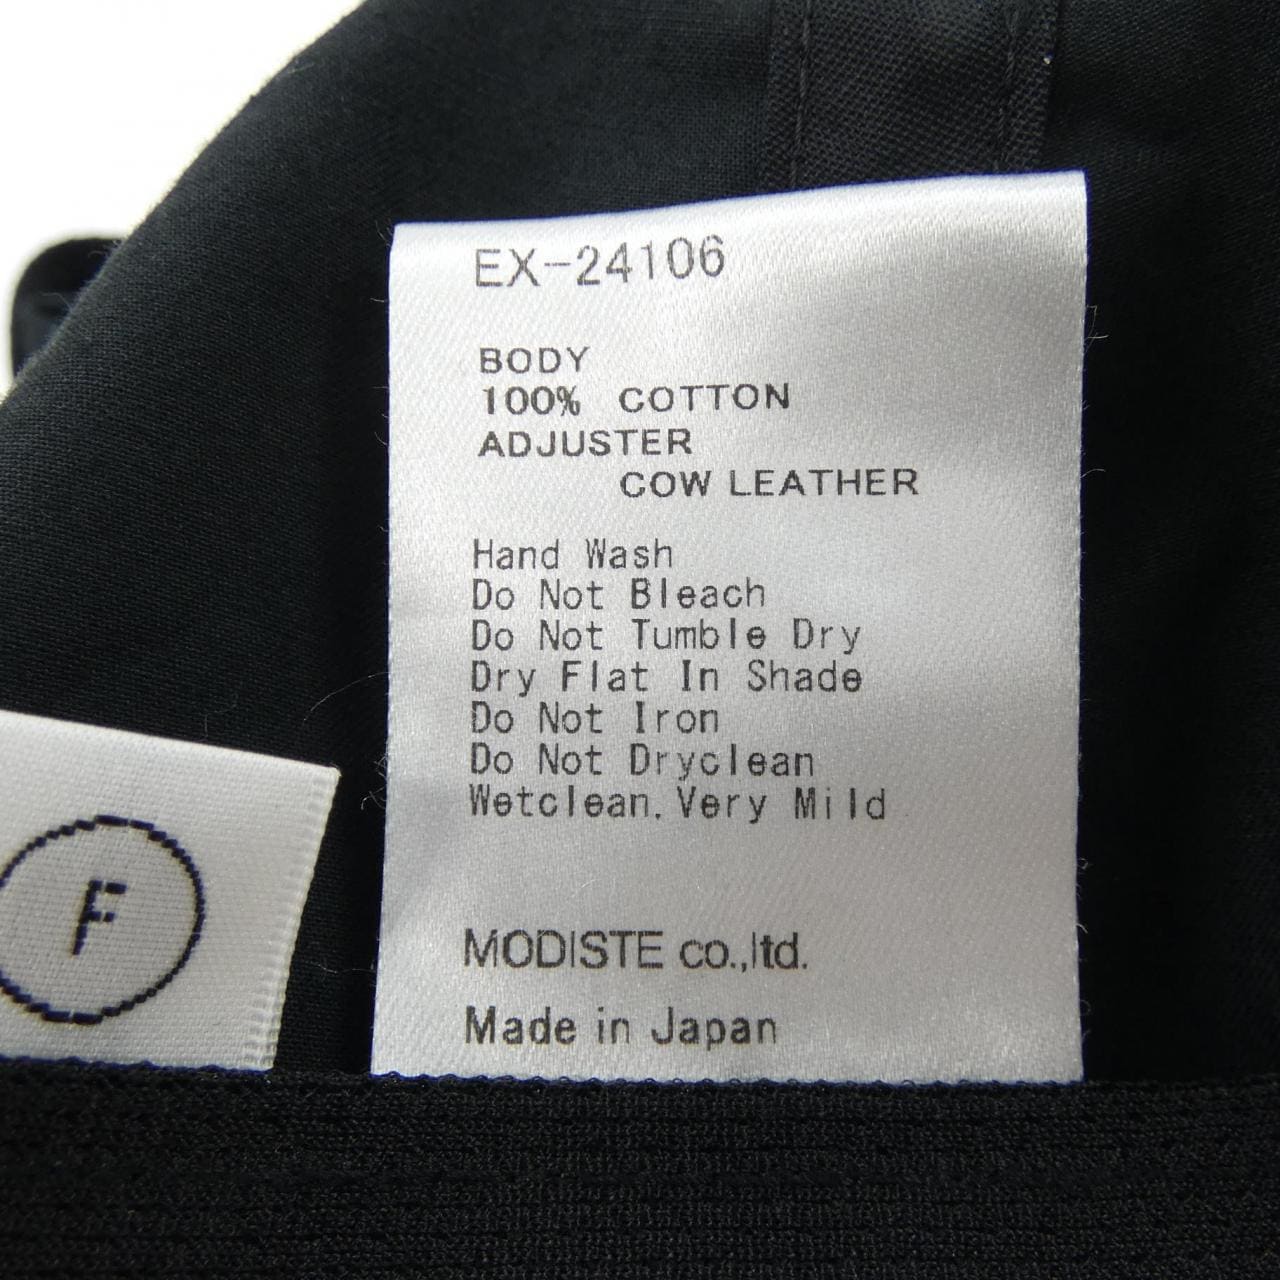 EX-24106
BODY
100% COTTON
ADJUSTER
COW LEATHER
Hand Wash
Do Not Bleach
Do Not Tumble Dry
Dry Flat In Shade
Do Not Iron
Do Not Dryclean
Wetclean.Very Mild
F
MODISTE co.,ltd.
Made in Japan